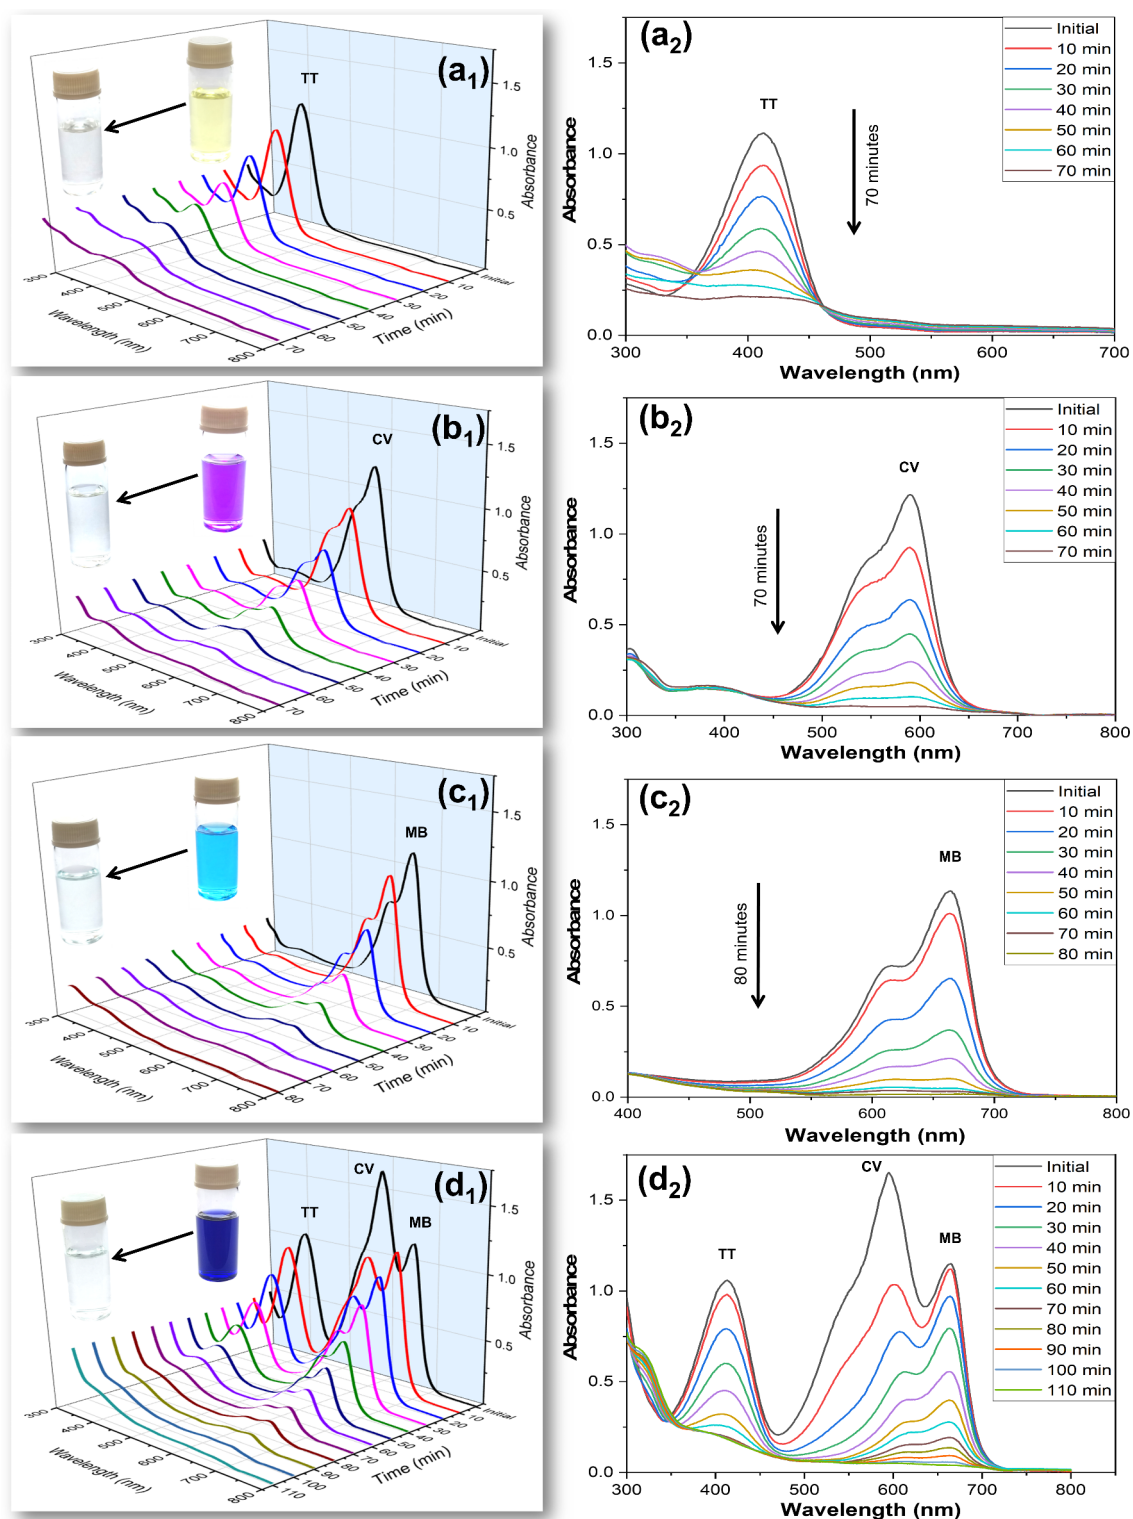 (a1)
TT
1.5
1.0
0.5
Absorbance
300
400
500
600
700
800
Wavelength (nm)
Initial
10
20
30
40
50
60
70
Time (min)
(a2)
TT
70 minutes
Initial
10 min
20 min
30 min
40 min
50 min
60 min
70 min
1.5
1.0
0.5
0.0
Absorbance
300 400 500 600 700
Wavelength (nm)
(b1)
CV
1.5
1.0
0.5
Absorbance
300
400
500
600
700
800
Wavelength (nm)
Initial
10
20
30
40
50
60
70
Time (min)
(b2)
CV
70 minutes
Initial
10 min
20 min
30 min
40 min
50 min
60 min
70 min
1.5
1.0
0.5
0.0
Absorbance
300 400 500 600 700 800
Wavelength (nm)
(c1)
MB
1.5
1.0
0.5
Absorbance
300
400
500
600
700
800
Wavelength (nm)
Initial
10
20
30
40
50
60
70
80
Time (min)
(c2)
MB
80 minutes
Initial
10 min
20 min
30 min
40 min
50 min
60 min
70 min
80 min
1.5
1.0
0.5
0.0
Absorbance
400 500 600 700 800
Wavelength (nm)
(d1)
TT
CV
MB
1.5
1.0
0.5
Absorbance
300
400
500
600
700
800
Wavelength (nm)
Initial
10
20
30
40
50
60
70
80
90
100
110
Time (min)
(d2)
TT
CV
MB
Initial
10 min
20 min
30 min
40 min
50 min
60 min
70 min
80 min
90 min
100 min
110 min
1.5
1.0
0.5
0.0
Absorbance
300 400 500 600 700 800
Wavelength (nm)